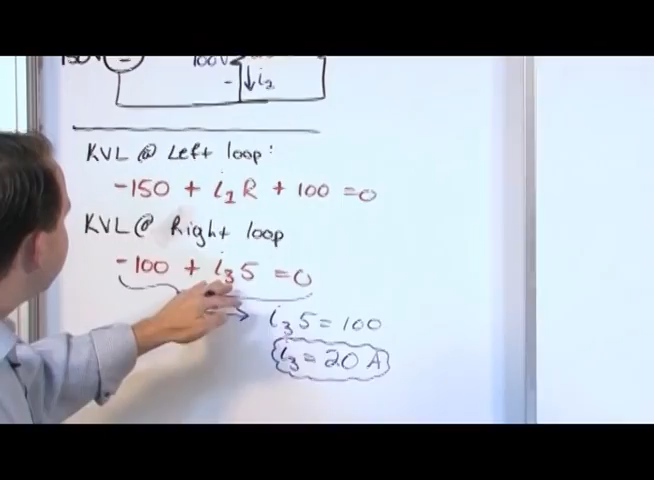 150V
100V
- i₂
KVL @ Left loop:
-150 + i₁R + 100 = 0
KVL @ Right loop
-100 + i₃5 = 0
i₃5 = 100
i₃ = 20 A